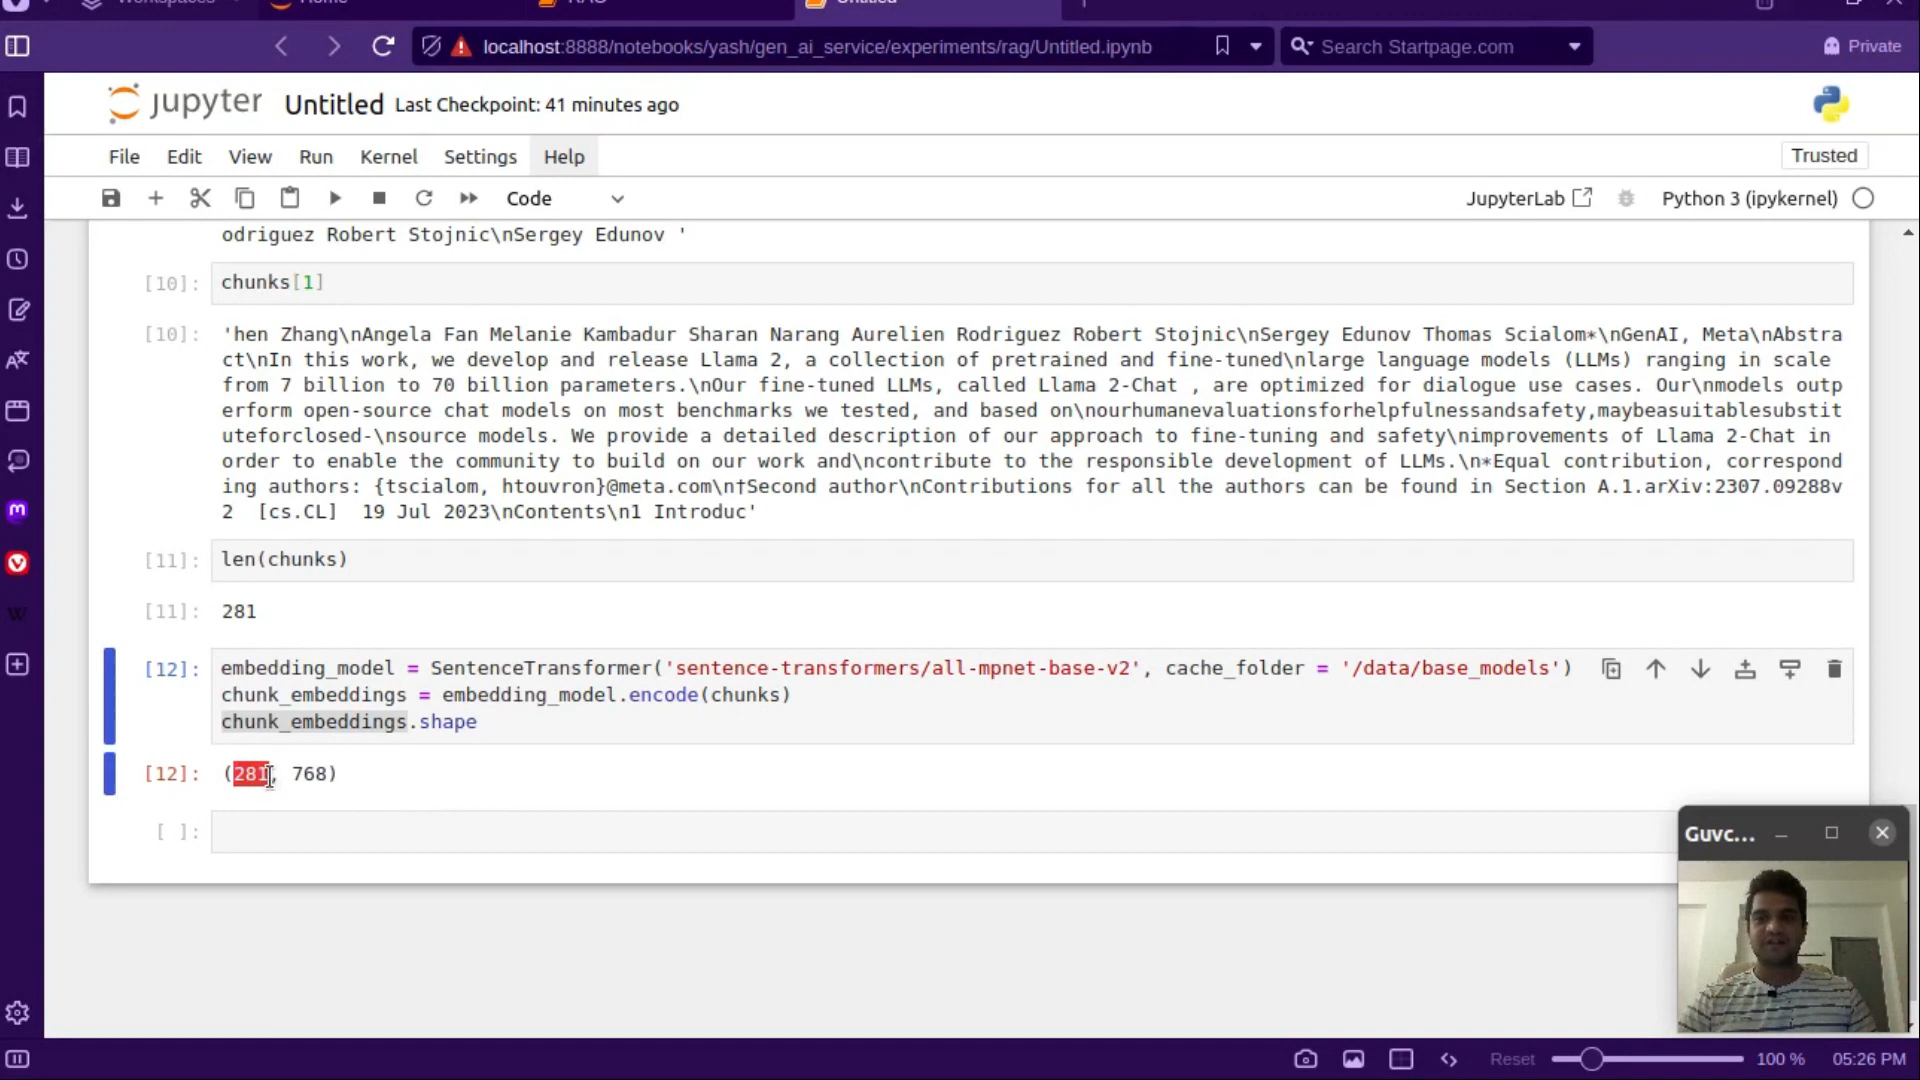 localhost:8888/notebooks/yash/gen_ai_service/experiments/rag/Untitled.ipynb
Search Startpage.com
Private
jupyter
Untitled
Last Checkpoint: 41 minutes ago
File Edit View Run Kernel Settings Help
Trusted
Code
JupyterLab
Python 3 (ipykernel)
odriguez Robert Stojnic\nSergey Edunov '
[10]: chunks[1]
[10]: 'hen Zhang\nAngela Fan Melanie Kambadur Sharan Narang Aurelien Rodriguez Robert Stojnic\nSergey Edunov Thomas Scialom∗\nGenAI, Meta\nAbstra
ct\nIn this work, we develop and release Llama 2, a collection of pretrained and fine-tuned\nlarge language models (LLMs) ranging in scale
from 7 billion to 70 billion parameters.\nOur fine-tuned LLMs, called Llama 2-Chat , are optimized for dialogue use cases. Our\nmodels outp
erform open-source chat models on most benchmarks we tested, and based on\nourhumanevaluationsforhelpfulnessandsafety,maybeasuitablesubstit
uteforclosed-\nsource models. We provide a detailed description of our approach to fine-tuning and safety\nimprovements of Llama 2-Chat in
order to enable the community to build on our work and\ncontribute to the responsible development of LLMs.\n∗Equal contribution, correspond
ing authors: {tscialom, htouvron}@meta.com\n†Second author\nContributions for all the authors can be found in Section A.1.arXiv:2307.09288v
2  [cs.CL]  19 Jul 2023\nContents\n1 Introduc'
[11]: len(chunks)
[11]: 281
[12]: embedding_model = SentenceTransformer('sentence-transformers/all-mpnet-base-v2', cache_folder = '/data/base_models')
chunk_embeddings = embedding_model.encode(chunks)
chunk_embeddings.shape
[12]: (281, 768)
[ ]:
Guvc...
Reset
100 %
05:26 PM